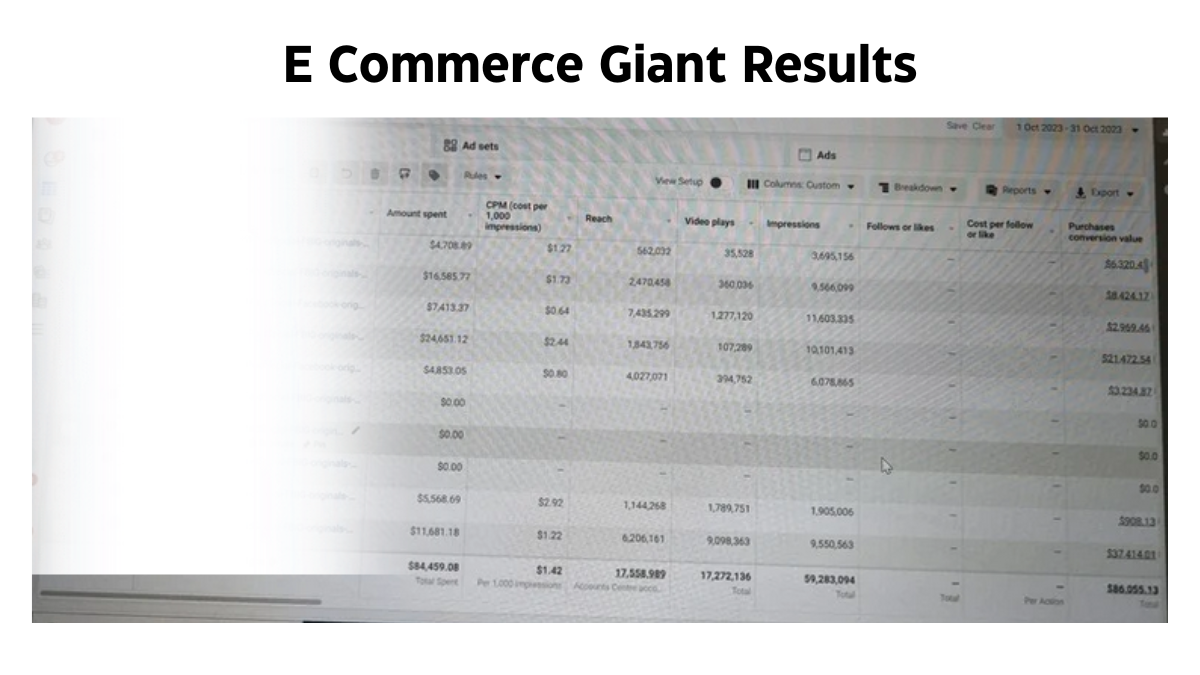 E Commerce Giant Results
Save Clear 1 Oct 2023 - 31 Oct 2023
Ad sets Ads
Rules View Setup Columns: Custom Breakdown Reports Export
Amount spent CPM (cost per 1,000 impressions) Reach Video plays Impressions Follows or likes Cost per follow or like Purchases conversion value
$4,708.89 $1.27 562,032 35,528 3,695,156 — —
$16,585.77 $1.73 2,470,458 360,036 9,566,099 — — $8,424.17
$7,413.37 $0.64 7,435,299 1,277,120 11,603,335 — — $2,969.46
$24,651.12 $2.44 1,843,756 107,289 10,101,413 — — $21,472.54
$4,853.05 $0.80 4,027,071 394,752 6,078,865 — — $3,234.87
$0.00 — — — — — — $0.0
$0.00 — — — — — — $0.0
$0.00 — — — — — — $0.0
$5,568.69 $2.92 1,144,268 1,789,751 1,905,006 — — $908.13
$11,681.18 $1.22 6,206,161 9,098,363 9,550,563 — — $37,414.01
$84,459.08 $1.42 17,558,989 17,272,136 59,283,094 — — $86,055.13
Total Spent Per 1,000 impressions Accounts Centre acco... Total Total Total Per Action Total